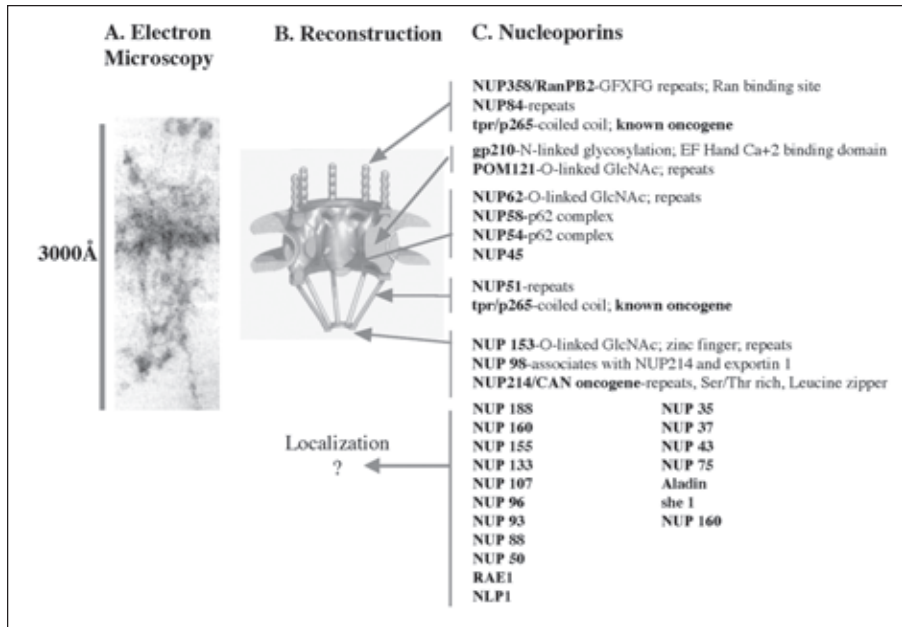 A. Electron
Microscopy
B. Reconstruction
C. Nucleoporins
3000Å
NUP358/RanPB2-GFXFG repeats; Ran binding site
NUP84-repeats
tpr/p265-coiled coil; known oncogene
gp210-N-linked glycosylation; EF Hand Ca+2 binding domain
POM121-O-linked GlcNAc; repeats
NUP62-O-linked GlcNAc; repeats
NUP58-p62 complex
NUP54-p62 complex
NUP45
NUP51-repeats
tpr/p265-coiled coil; known oncogene
NUP 153-O-linked GlcNAc; zinc finger; repeats
NUP 98-associates with NUP214 and exportin 1
NUP214/CAN oncogene-repeats, Ser/Thr rich, Leucine zipper
Localization
?
NUP 188
NUP 160
NUP 155
NUP 133
NUP 107
NUP 96
NUP 93
NUP 88
NUP 50
RAE1
NLP1
NUP 35
NUP 37
NUP 43
NUP 75
Aladin
she 1
NUP 160